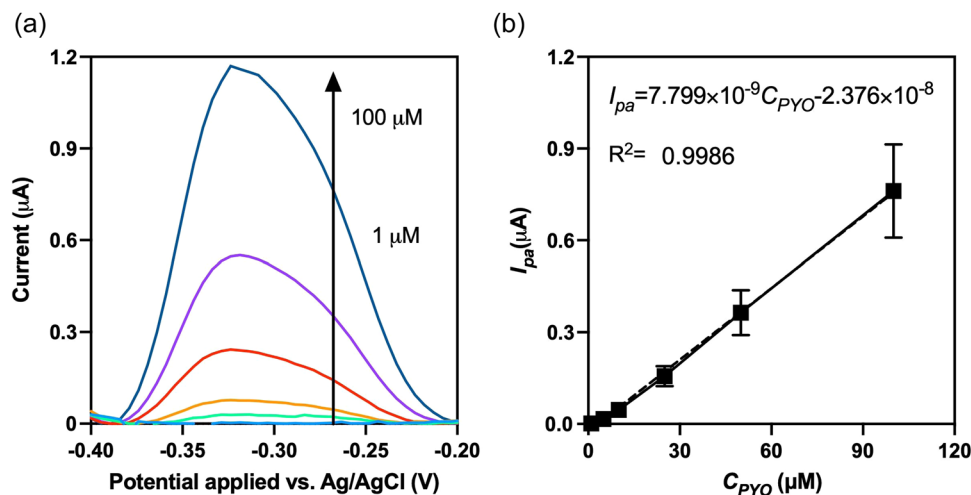 (a)
1.2
0.9
0.6
0.3
0
-0.40
-0.35
-0.30
-0.25
-0.20
Current (µA)
Potential applied vs. Ag/AgCl (V)
100 µM
1 µM
(b)
1.2
0.9
0.6
0.3
0.0
0
30
60
90
120
Ipa(µA)
CPYO (µM)
Ipa=7.799×10-9CPYO-2.376×10-8
R2= 0.9986